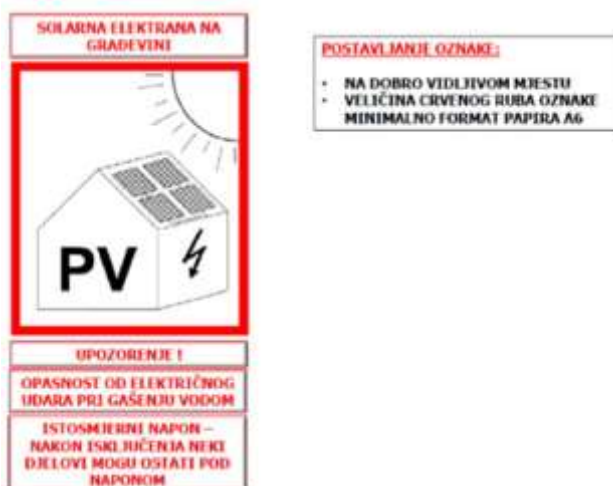 SOLARNA ELEKTRANA NA
GRAĐEVINI
PV
UPOZORENJE !
OPASNOST OD ELEKTRIČNOG
UDARA PRI GAŠENJU VODOM
ISTOSMJERNI NAPON –
NAKON ISKLJUČENJA NEKI
DJELOVI MOGU OSTATI POD
NAPONOM
POSTAVLJANJE OZNAKE:
• NA DOBRO VIDLJIVOM MJESTU
• VELIČINA CRVENOG RUBA OZNAKE
MINIMALNO FORMAT PAPIRA A6